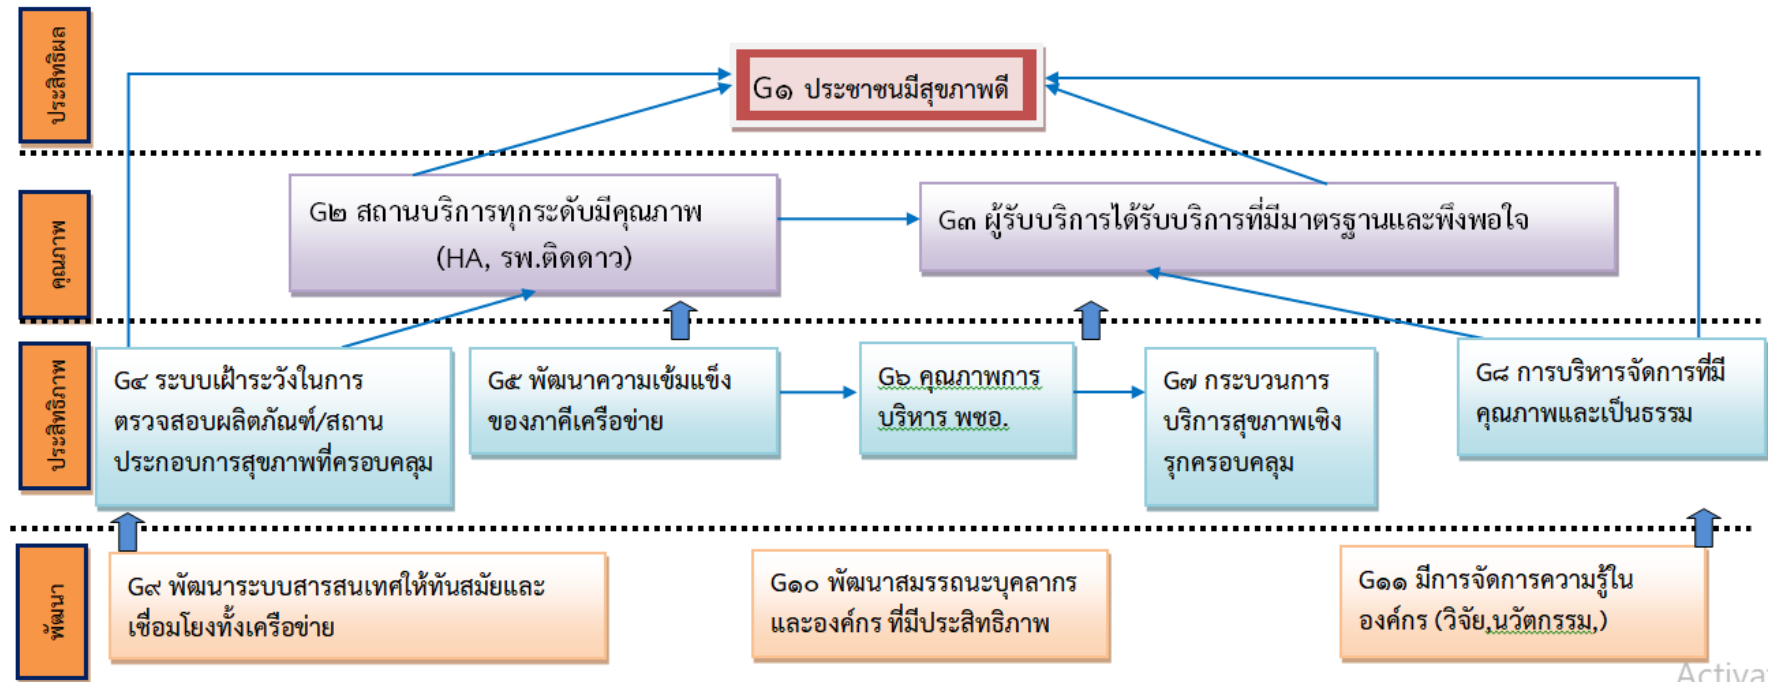 ประสิทธิผล
G๑ ประชาชนมีสุขภาพดี
คุณภาพ
G๒ สถานบริการทุกระดับมีคุณภาพ
(HA, รพ.ติดดาว)
G๓ ผู้รับบริการได้รับบริการที่มีมาตรฐานและพึงพอใจ
ประสิทธิภาพ
G๔ ระบบเฝ้าระวังในการ
ตรวจสอบผลิตภัณฑ์/สถาน
ประกอบการสุขภาพที่ครอบคลุม
G๕ พัฒนาความเข้มแข็ง
ของภาคีเครือข่าย
G๖ คุณภาพการ
บริหาร พชอ.
G๗ กระบวนการ
บริการสุขภาพเชิง
รุกครอบคลุม
G๘ การบริหารจัดการที่มี
คุณภาพและเป็นธรรม
พัฒนา
G๙ พัฒนาระบบสารสนเทศให้ทันสมัยและ
เชื่อมโยงทั้งเครือข่าย
G๑๐ พัฒนาสมรรถนะบุคลากร
และองค์กร ที่มีประสิทธิภาพ
G๑๑ มีการจัดการความรู้ใน
องค์กร (วิจัย,นวัตกรรม,)
Activa